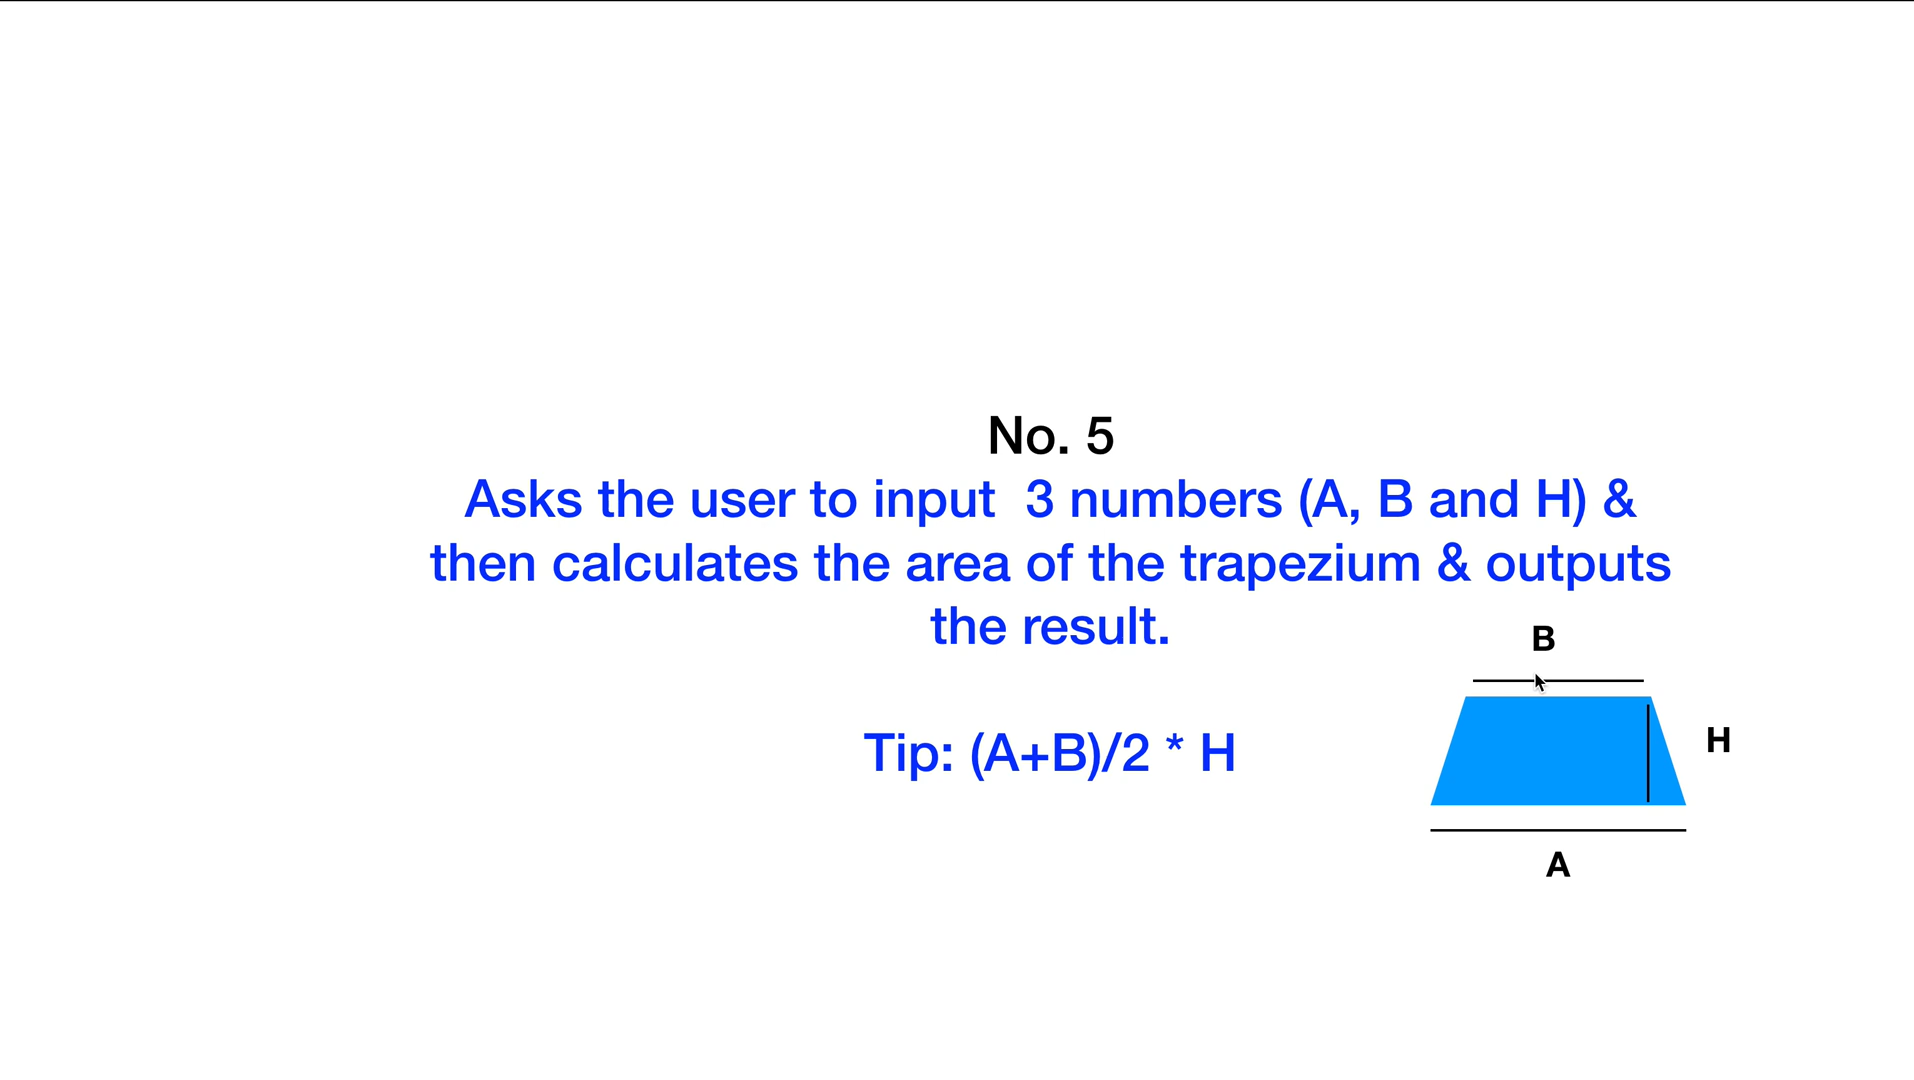 No. 5
Asks the user to input  3 numbers (A, B and H) &
then calculates the area of the trapezium & outputs
the result.
B
Tip: (A+B)/2 * H
H
A